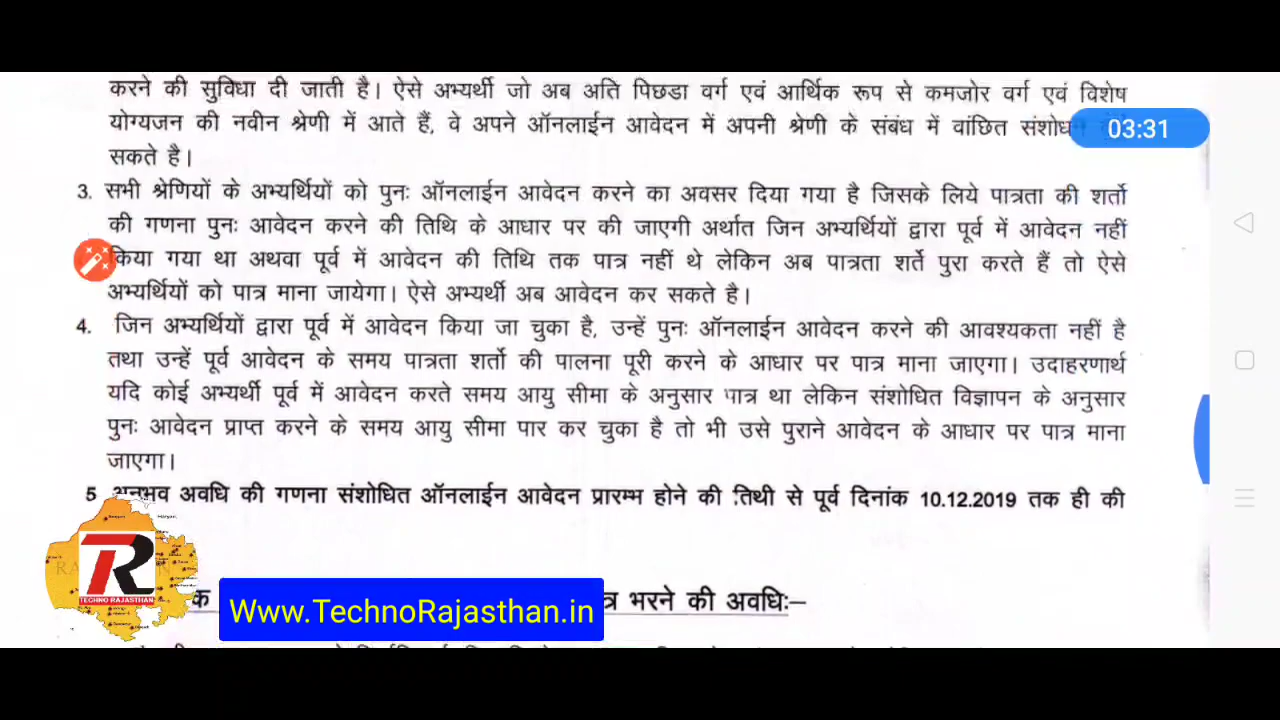 करने की सुविधा दी जाती है। ऐसे अभ्यर्थी जो अब अति पिछडा वर्ग एवं आर्थिक रूप से कमजोर वर्ग एवं विशेष
योग्यजन की नवीन श्रेणी में आते हैं, वे अपने ऑनलाईन आवेदन में अपनी श्रेणी के संबंध में वांछित संशोधन
03:31
सकते है।
3. सभी श्रेणियों के अभ्यर्थियों को पुनः ऑनलाईन आवेदन करने का अवसर दिया गया है जिसके लिये पात्रता की शर्तो
की गणना पुनः आवेदन करने की तिथि के आधार पर की जाएगी अर्थात जिन अभ्यर्थियों द्वारा पूर्व में आवेदन नहीं
किया गया था अथवा पूर्व में आवेदन की तिथि तक पात्र नहीं थे लेकिन अब पात्रता शर्ते पुरा करते हैं तो ऐसे
अभ्यर्थियों को पात्र माना जायेगा। ऐसे अभ्यर्थी अब आवेदन कर सकते है।
4. जिन अभ्यर्थियों द्वारा पूर्व में आवेदन किया जा चुका है, उन्हें पुनः ऑनलाईन आवेदन करने की आवश्यकता नहीं है
तथा उन्हें पूर्व आवेदन के समय पात्रता शर्तो की पालना पूरी करने के आधार पर पात्र माना जाएगा। उदाहरणार्थ
यदि कोई अभ्यर्थी पूर्व में आवेदन करते समय आयु सीमा के अनुसार पात्र था लेकिन संशोधित विज्ञापन के अनुसार
पुनः आवेदन प्राप्त करने के समय आयु सीमा पार कर चुका है तो भी उसे पुराने आवेदन के आधार पर पात्र माना
जाएगा।
5 अनुभव अवधि की गणना संशोधित ऑनलाईन आवेदन प्रारम्भ होने की तिथी से पूर्व दिनांक 10.12.2019 तक ही की
TR
TECHNO RAJASTHAN
Www.TechnoRajasthan.in
भरने की अवधिः–